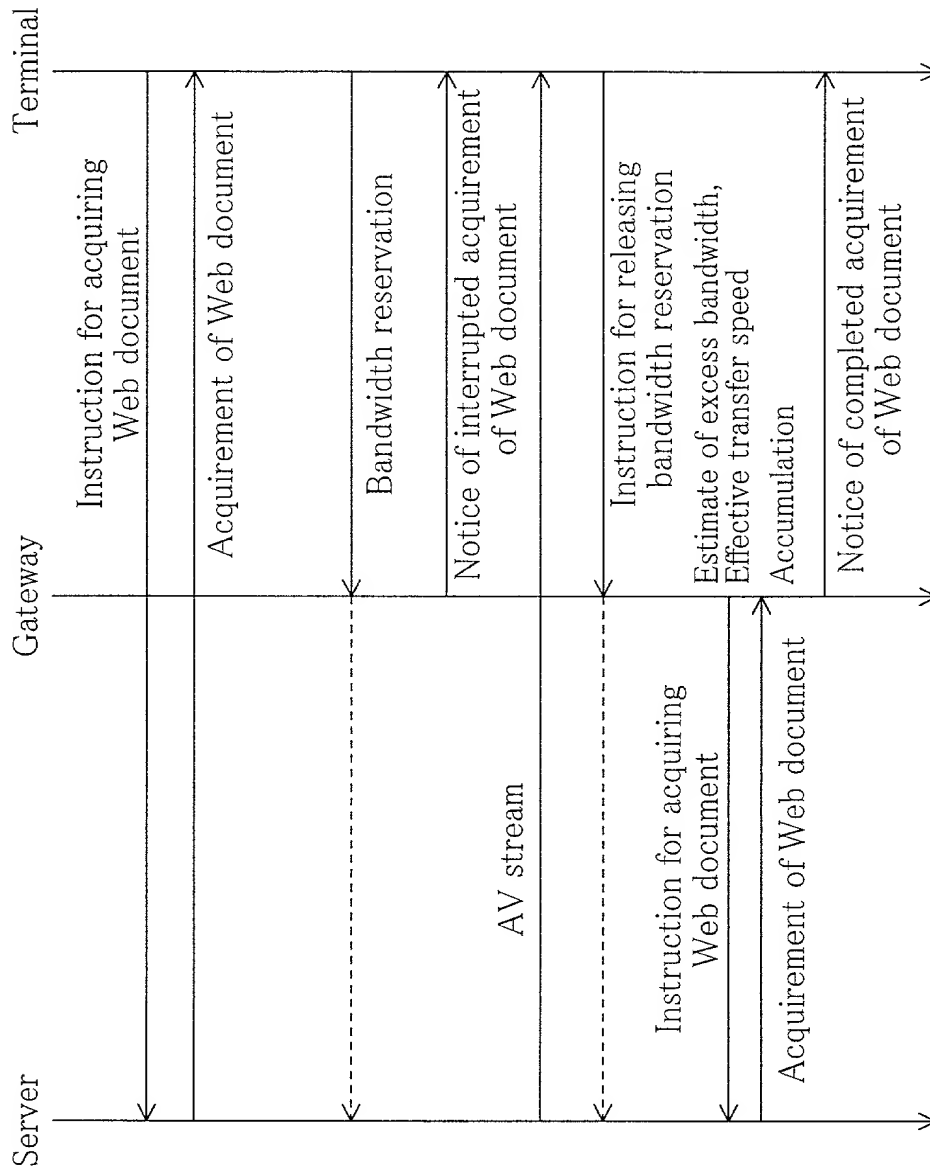 Server
Gateway
Terminal
Instruction for acquiring
Web document
Acquirement of Web document
Bandwidth reservation
Notice of interrupted acquirement
of Web document
AV stream
Instruction for releasing
bandwidth reservation
Estimate of excess bandwidth,
Effective transfer speed
Instruction for acquiring
Web document
Accumulation
Acquirement of Web document
Notice of completed acquirement
of Web document